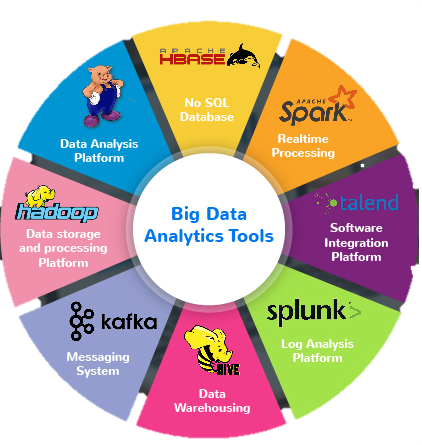 Big Data
Analytics Tools
APACHE
HBASE
No SQL
Database
APACHE
Spark
Realtime
Processing
talend
Software
Integration
Platform
splunk>
Log Analysis
Platform
HIVE
Data
Warehousing
kafka
Messaging
System
hadoop
Data storage
and processing
Platform
Data Analysis
Platform